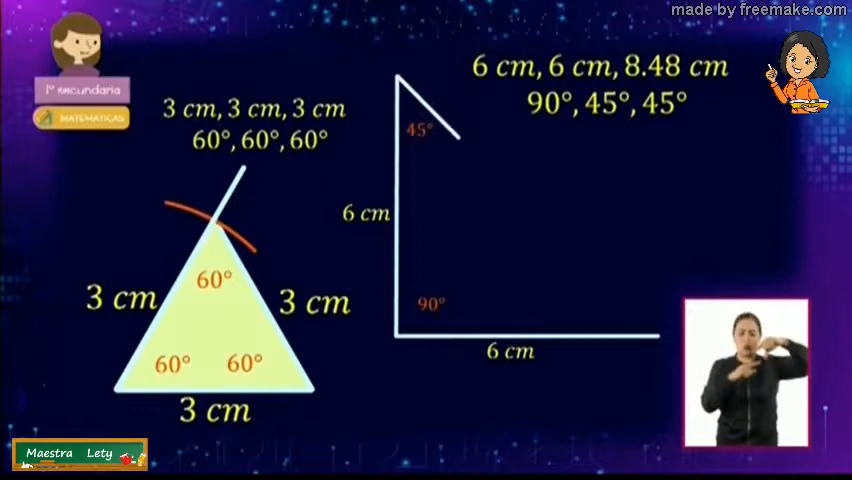 made by freemake.com
1° secundaria
MATEMÁTICAS
3 cm, 3 cm, 3 cm
60°, 60°, 60°
6 cm, 6 cm, 8.48 cm
90°, 45°, 45°
45°
6 cm
60°
3 cm
3 cm
90°
60°
60°
6 cm
3 cm
Maestra Lety